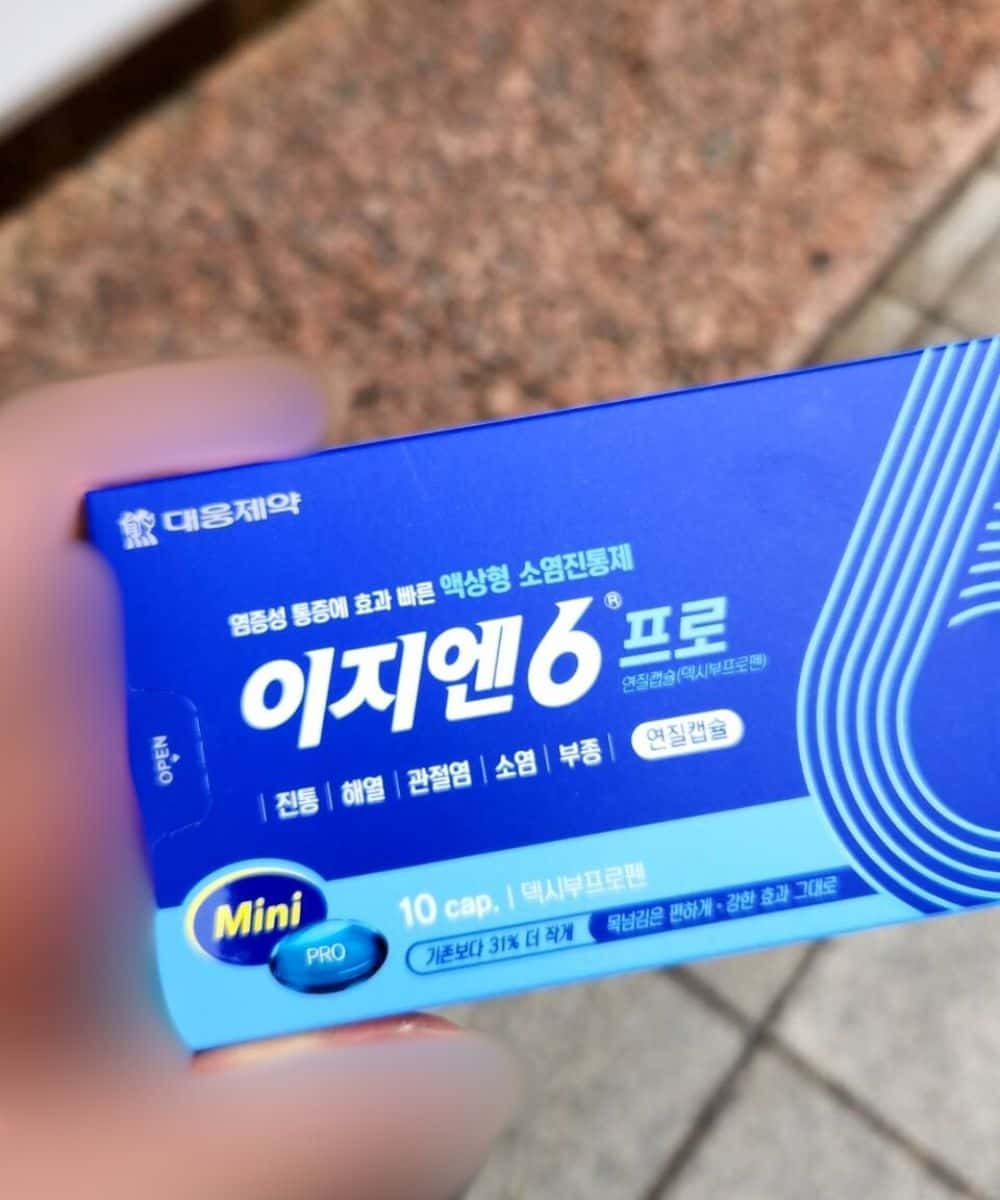 대웅제약
염증성 통증에 효과 빠른 액상형 소염진통제
이지엔6® 프로
연질캡슐(덱시부프로펜)
진통 | 해열 | 관절염 | 소염 | 부종 | 연질캡슐
OPEN
Mini
PRO
10 cap. | 덱시부프로펜
기존보다 31% 더 작게 목넘김은 편하게·강한 효과 그대로